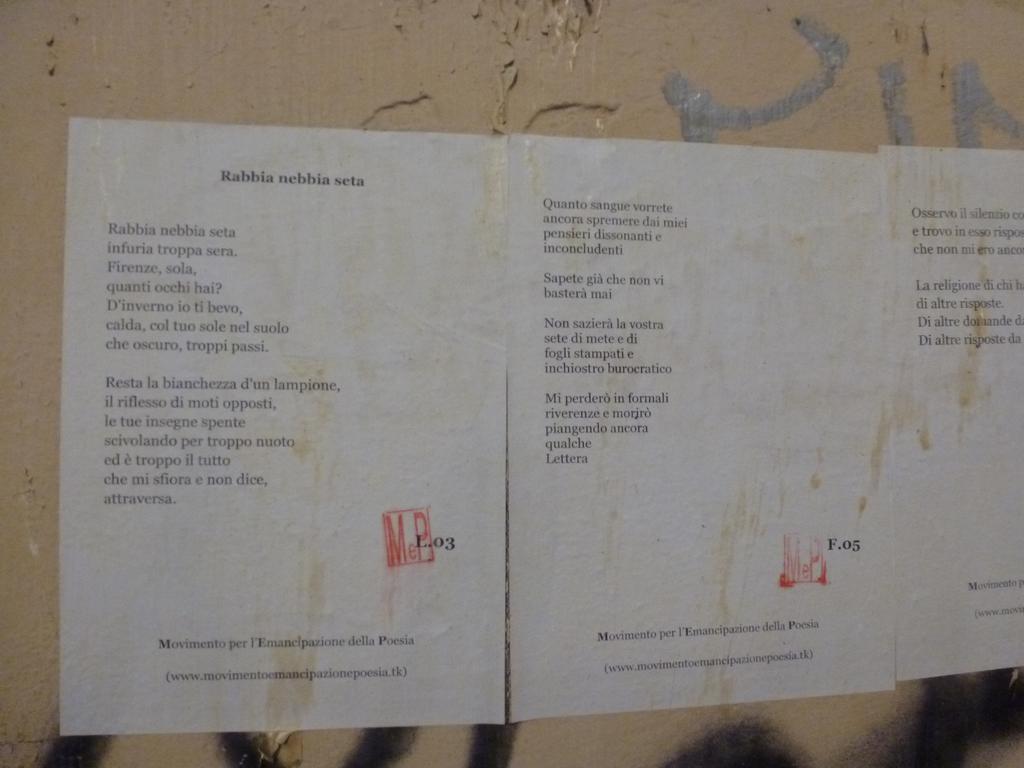 Rabbia nebbia seta
Rabbia nebbia seta
infuria troppa sera.
Firenze, sola,
quanti occhi hai?
D'inverno io ti bevo,
calda, col tuo sole nel suolo
che oscuro, troppi passi.
Resta la bianchezza d'un lampione,
il riflesso di moti opposti,
le tue insegne spente
scivolando per troppo nuoto
ed è troppo il tutto
che mi sfiora e non dice,
attraversa.
MeP
L.03
Movimento per l'Emancipazione della Poesia
(www.movimentoemancipazionepoesia.tk)
Quanto sangue vorrete
ancora spremere dai miei
pensieri dissonanti e
inconcludenti
Sapete già che non vi
basterà mai
Non sazierà la vostra
sete di mete e di
fogli stampati e
inchiostro burocratico
Mi perderò in formali
riverenze e morirò
piangendo ancora
qualche
Lettera
MeP
F.05
Movimento per l'Emancipazione della Poesia
(www.movimentoemancipazionepoesia.tk)
Osservo il silenzio co
e trovo in esso rispos
che non mi ero anco
La religione di chi h
di altre risposte.
Di altre domande da
Di altre risposte da
Movimento p
(www.movi